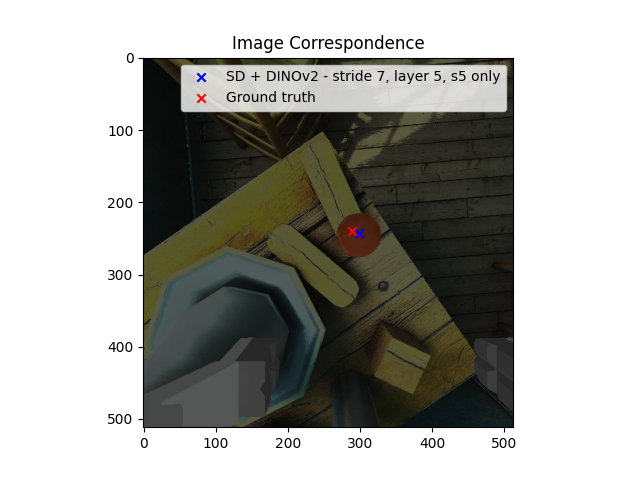 Image Correspondence
SD + DINOv2 - stride 7, layer 5, s5 only
Ground truth
0
100
200
300
400
500
0 100 200 300 400 500